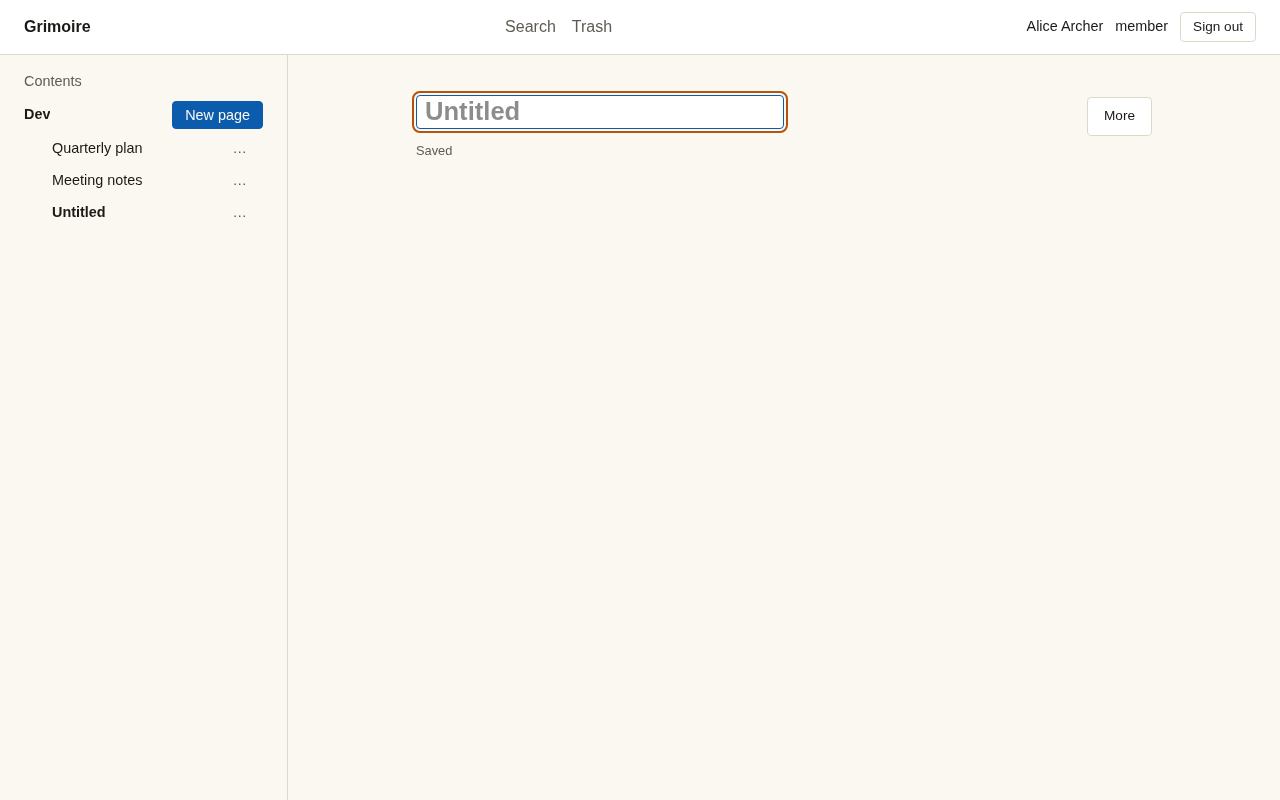 Grimoire Search Trash Alice Archer member Sign out
Contents
Dev New page
Quarterly plan ...
Meeting notes ...
Untitled ...
Untitled
More
Saved